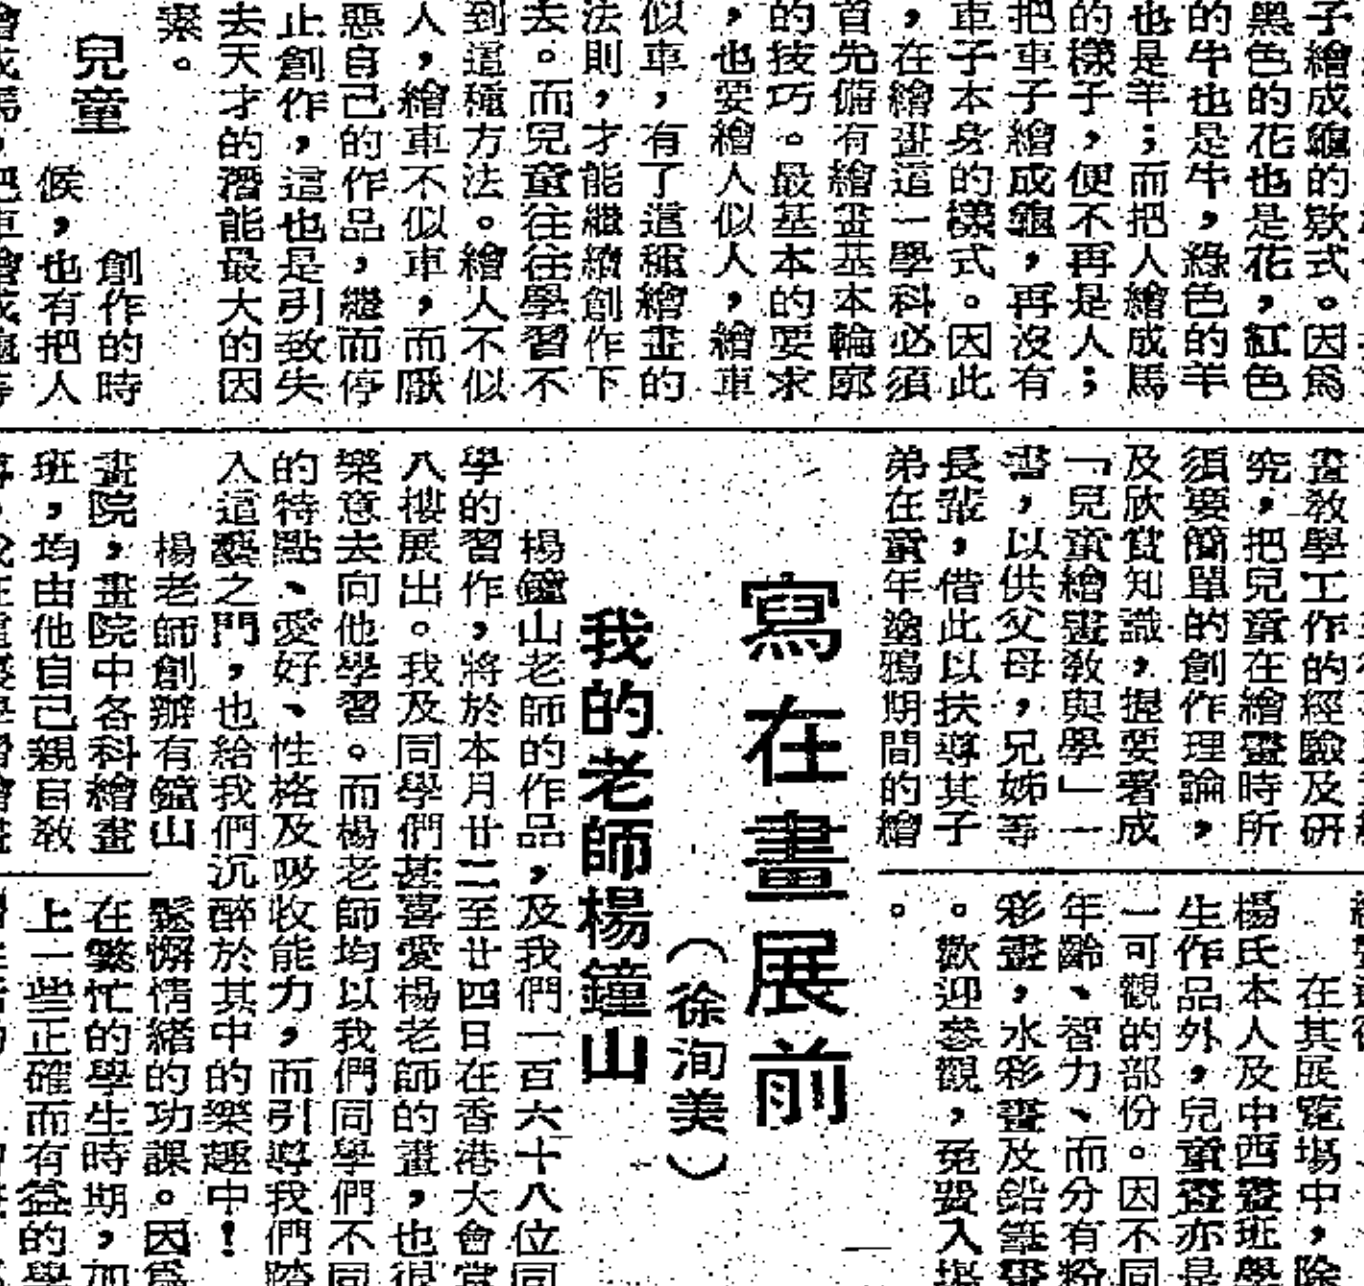 子繪成龜的欵式。因爲
黑色的花也是花，紅色
的牛也是牛，綠色的羊
也是羊；而把人繪成馬
的樣子，便不再是人；
把車子繪成龜，再沒有
車子本身的樣式。因此
，在繪畫這一學科必須
首先俯有繪畫基本輪廓
的技巧。最基本的要求
，也要繪人似人，繪車
似車，有了這種繪畫的
法則，才能繼續創作下
去。而兒童往往學習不
到這種方法。繪人不似
人，繪車不似車，而厭
惡自己的作品，繼而停
止創作，這也是引致失
去天才的潛能最大的因
素。
兒童
創作的時
候，也有把人
繪成馬，把車繪成龜等
畫敎學工作的經驗及研
究，把兒童在繪畫時所
須要簡單的創作理論，
及欣賞知識，握要著成
「兒童繪畫敎與學」一
書，以供父母，兄姊等
長輩，借此以扶導其子
弟在童年塗鴉期間的繪
。
在其展覽場中，除
楊氏本人及中西畫班學
生作品外，兒童畫亦是
一可觀的部份。因不同
年齡、智力、而分有粉
彩畫，水彩畫及鉛筆畫
。歡迎參觀，免費入場
寫在畫展前
（徐洵美）
我的老師楊鐘山
楊鐘山老師的作品，及我們一百六十八位同
學的習作，將於本月廿二至廿四日在香港大會堂
八樓展出。我及同學們甚喜愛楊老師的畫，也很
樂意去向他學習。而楊老師均以我們同學們不同
的特點、愛好、性格及吸收能力，而引導我們踏
入這藝之門，也給我們沉醉於其中的樂趣中！
楊老師創辦有鐘山
畫院，畫院中各科繪畫
班，均由他自己親自敎
鬆懈情緒的功課。因爲
在繁忙的學生時期，加
上一些正確而有益的學